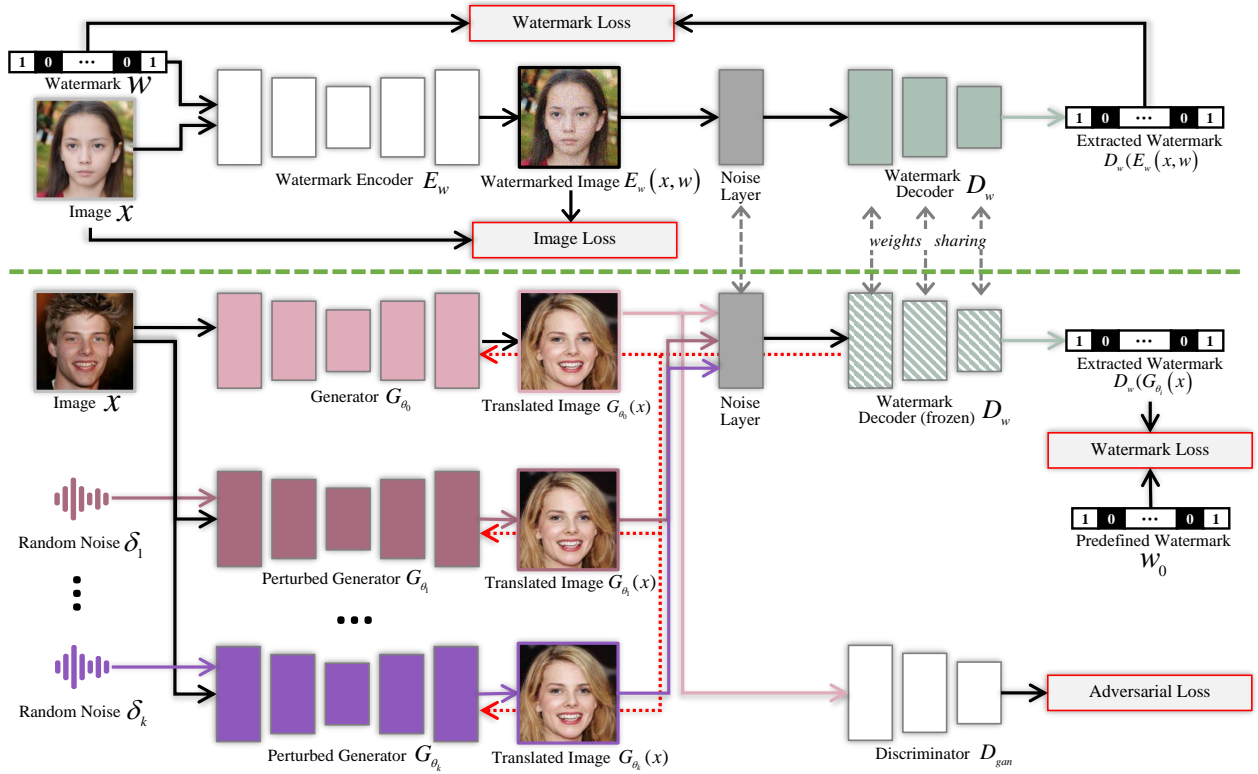 Watermark Loss
1 0 ... 0 1
Watermark w
Image x
Watermark Encoder E_w
Watermarked Image E_w(x, w)
Noise
Layer
Watermark
Decoder D_w
1 0 ... 0 1
Extracted Watermark
D_w(E_w(x, w)
Image Loss
weights sharing
Image x
Generator G_θ₀
Translated Image G_θ₀(x)
Noise
Layer
Watermark
Decoder (frozen) D_w
1 0 ... 0 1
Extracted Watermark
D_w(G_θᵢ(x)
Watermark Loss
1 0 ... 0 1
Predefined Watermark
w₀
Random Noise δ₁
Perturbed Generator G_θ₁
Translated Image G_θ₁(x)
...
...
Random Noise δ_k
Perturbed Generator G_θₖ
Translated Image G_θₖ(x)
Discriminator D_gan
Adversarial Loss